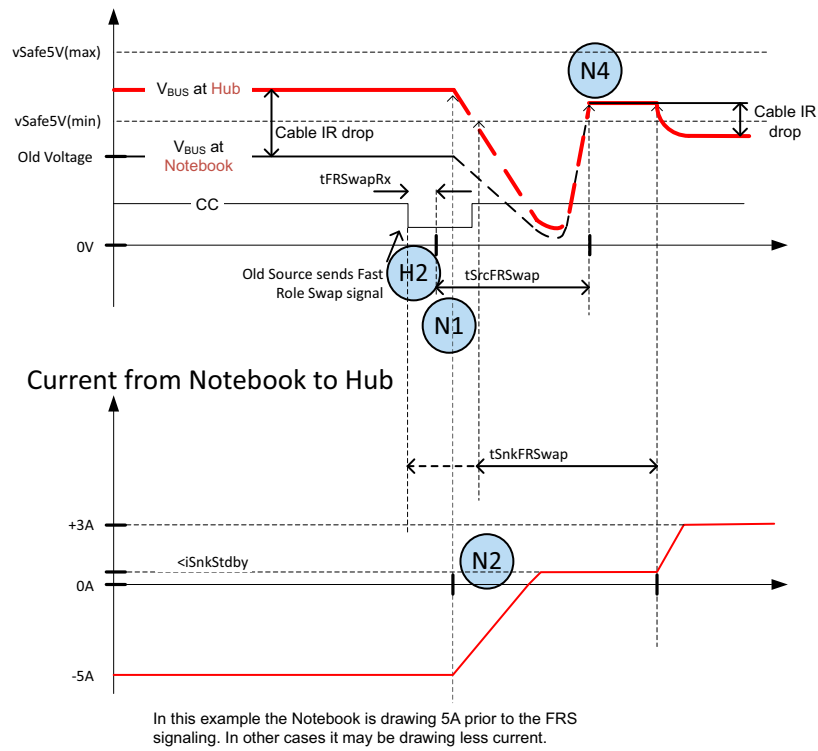 vSafe5V(max)
N4
VBUS at Hub
vSafe5V(min)
Cable IR drop
Cable IR
drop
Old Voltage
VBUS at
Notebook
tFRSwapRx
CC
0V
Old Source sends Fast
Role Swap signal
H2
tSrcFRSwap
N1
Current from Notebook to Hub
tSnkFRSwap
+3A
<iSnkStdby
N2
0A
-5A
In this example the Notebook is drawing 5A prior to the FRS
signaling. In other cases it may be drawing less current.